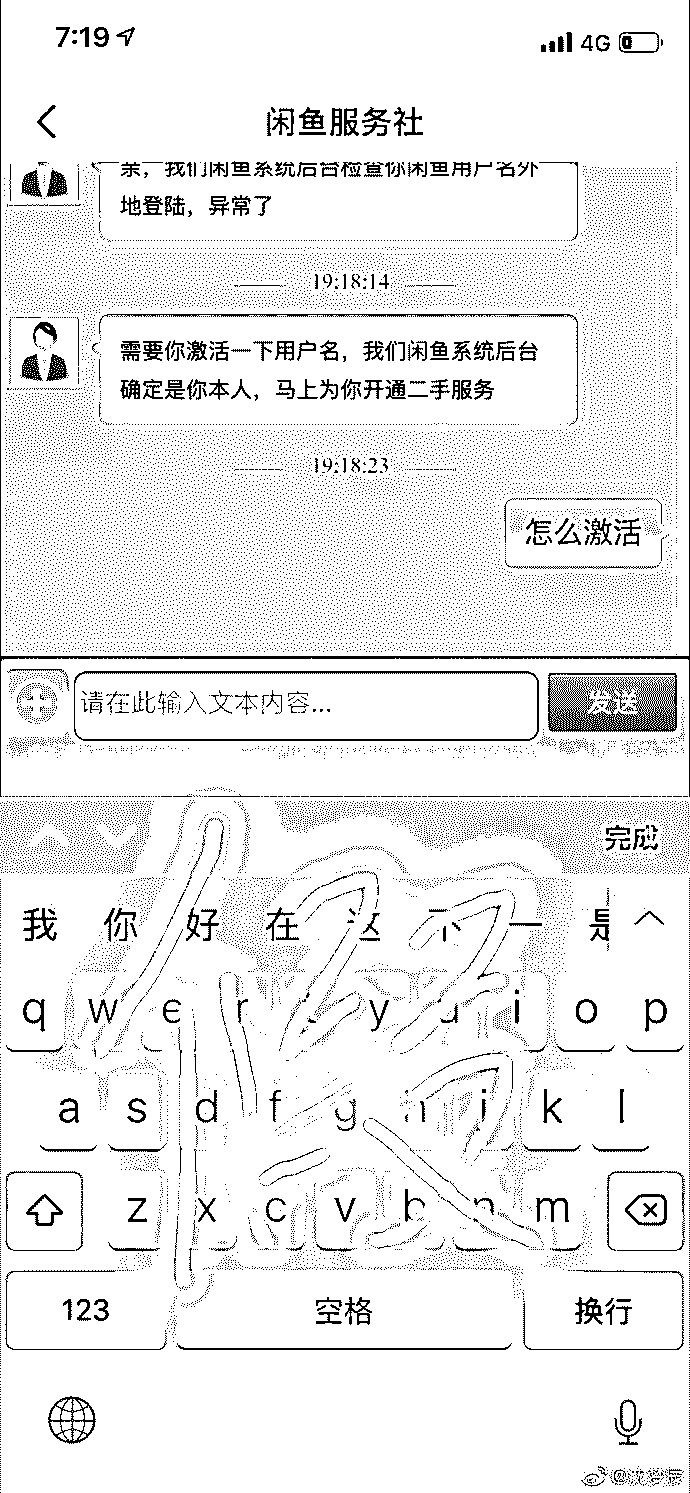 7:19
4G
闲鱼服务社
亲，我们闲鱼系统后台检查你闲鱼用户名外
地登陆，异常了
19:18:14
需要你激活一下用户名，我们闲鱼系统后台
确定是你本人，马上为你开通二手服务
19:18:23
怎么激活
请在此输入文本内容...
发送
完成
我 你 好 在 这 不 一 是
q w e r t y u i o p
a s d f g h j k l
z x c v b n m
123 空格 换行
假